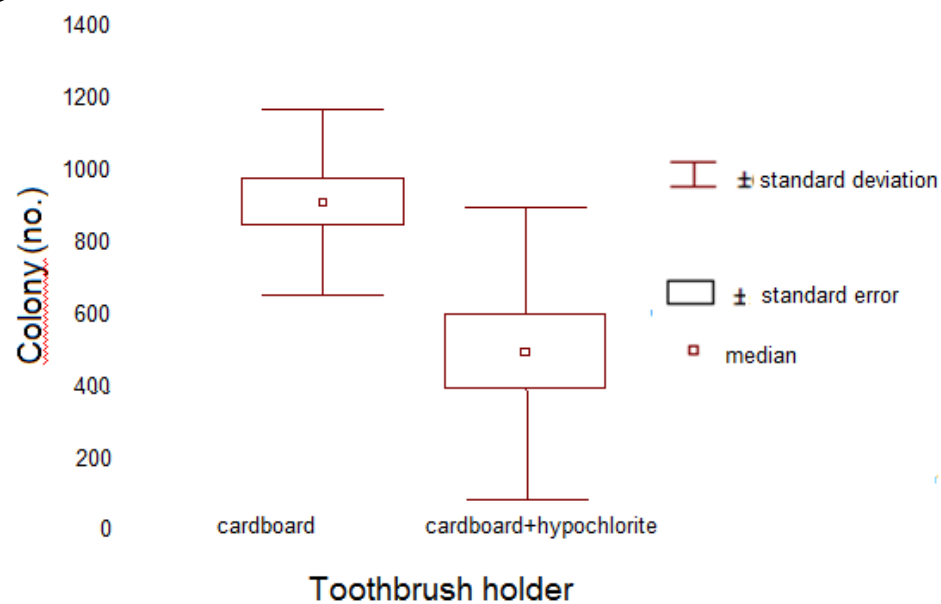 1400
1200
1000
800
600
400
200
0
Colony (no.)
cardboard
cardboard+hypochlorite
Toothbrush holder
± standard deviation
± standard error
median